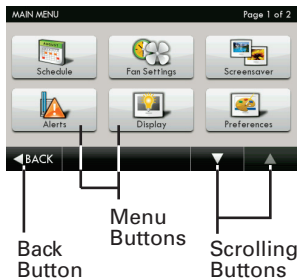 MAIN MENU Page 1 of 2
Schedule Fan Settings Screensaver
Alerts Display Preferences
BACK
Menu
Buttons
Back
Button
Scrolling
Buttons